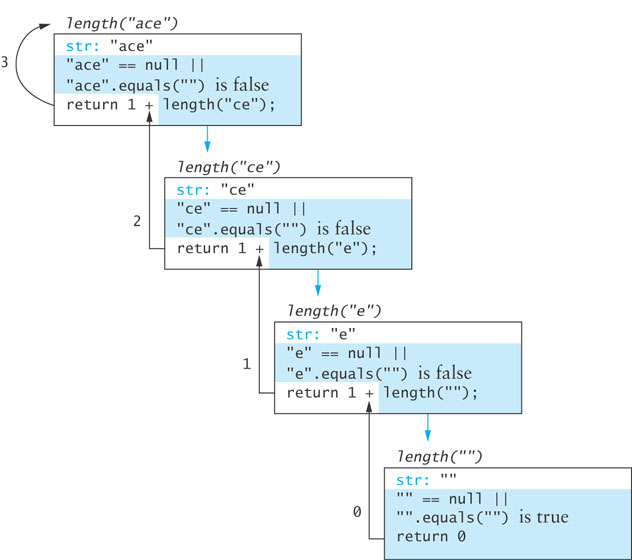 length("ace")
3
str: "ace"
"ace" == null ||
"ace".equals("") is false
return 1 + length("ce");
length("ce")
2
str: "ce"
"ce" == null ||
"ce".equals("") is false
return 1 + length("e");
length("e")
1
str: "e"
"e" == null ||
"e".equals("") is false
return 1 + length("");
length("")
0
str: ""
"" == null ||
"".equals("") is true
return 0